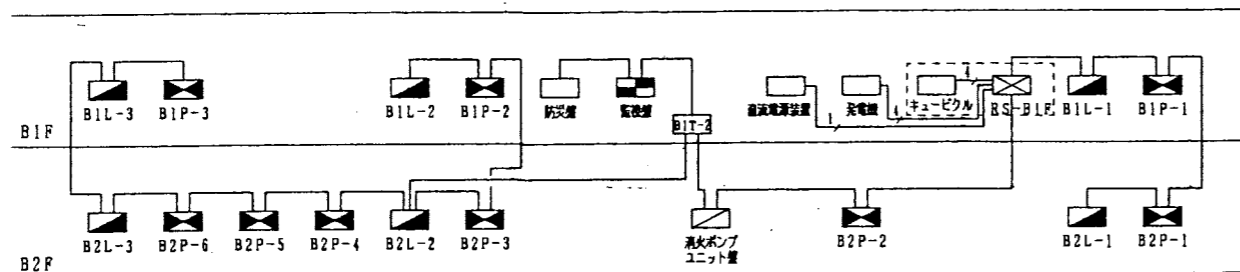 4
B1L-3
B1P-3
B1L-2
B1P-2
防災盤
監視盤
直流電源装置
発電機
キュービクル
RS-B1F
B1L-1
B1P-1
1
4
B1T-2
B1F
B2L-3
B2P-6
B2P-5
B2P-4
B2L-2
B2P-3
消火ポンプ
ユニット盤
B2P-2
B2L-1
B2P-1
B2F